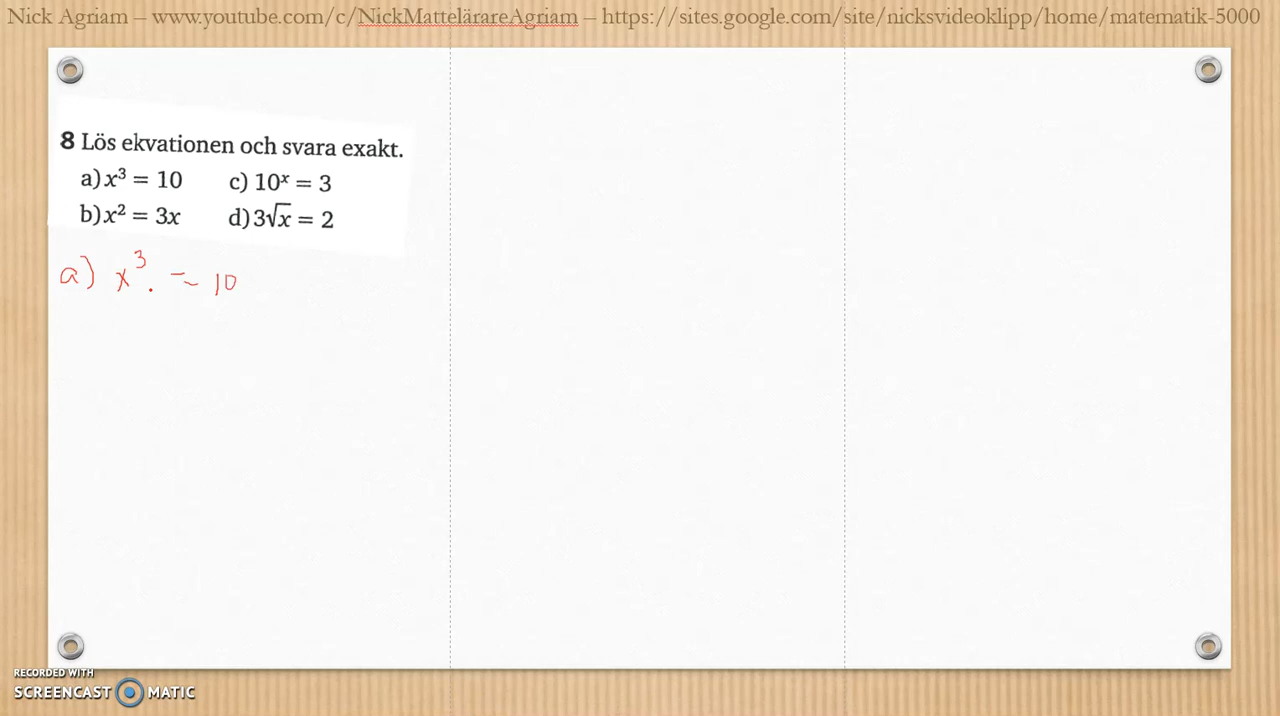 Nick Agriam – www.youtube.com/c/NickMattelärareAgriam – https://sites.google.com/site/nicksvideoklipp/home/matematik-5000
8 Lös ekvationen och svara exakt.
a) x³ = 10 c) 10ˣ = 3
b) x² = 3x d) 3√x = 2
a) x³ = 10
RECORDED WITH
SCREENCAST MATIC